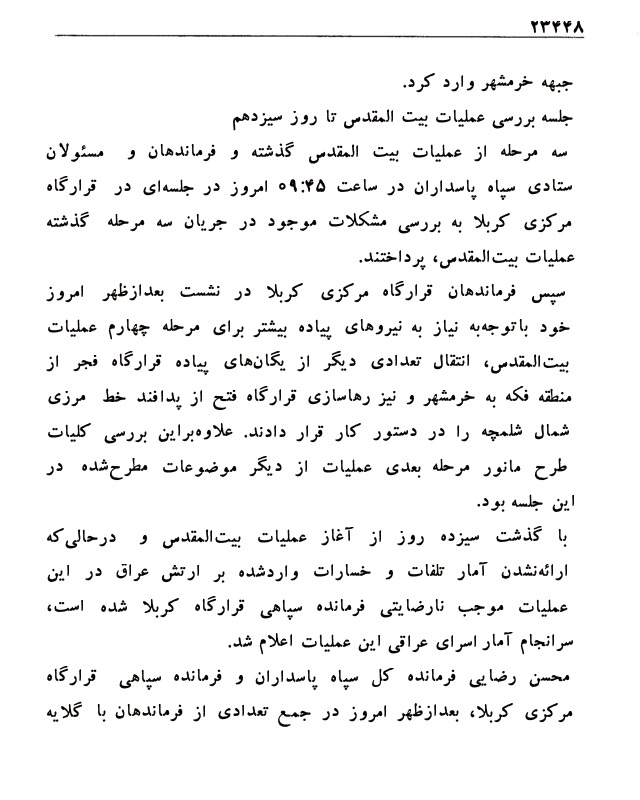 ۲۳۴۴۸
جبهه خرمشهر وارد کرد.
جلسه بررسی عملیات بیت المقدس تا روز سیزدهم
سه مرحله از عملیات بیت المقدس گذشته و فرماندهان و مسئولان
ستادی سپاه پاسداران در ساعت ۰۹:۴۵ امروز در جلسه‌ای در قرارگاه
مرکزی کربلا به بررسی مشکلات موجود در جریان سه مرحله گذشته
عملیات بیت‌المقدس، پرداختند.
سپس فرماندهان قرارگاه مرکزی کربلا در نشست بعدازظهر امروز
خود باتوجه‌به نیاز به نیروهای پیاده بیشتر برای مرحله چهارم عملیات
بیت‌المقدس، انتقال تعدادی دیگر از یگان‌های پیاده قرارگاه فجر از
منطقه فکه به خرمشهر و نیز رهاسازی قرارگاه فتح از پدافند خط مرزی
شمال شلمچه را در دستور کار قرار دادند. علاوه‌براین بررسی کلیات
طرح مانور مرحله بعدی عملیات از دیگر موضوعات مطرح‌شده در
این جلسه بود.
با گذشت سیزده روز از آغاز عملیات بیت‌المقدس و درحالی‌که
ارائه‌نشدن آمار تلفات و خسارات واردشده بر ارتش عراق در این
عملیات موجب نارضایتی فرمانده سپاهی قرارگاه کربلا شده است،
سرانجام آمار اسرای عراقی این عملیات اعلام شد.
محسن رضایی فرمانده کل سپاه پاسداران و فرمانده سپاهی قرارگاه
مرکزی کربلا، بعدازظهر امروز در جمع تعدادی از فرماندهان با گلایه